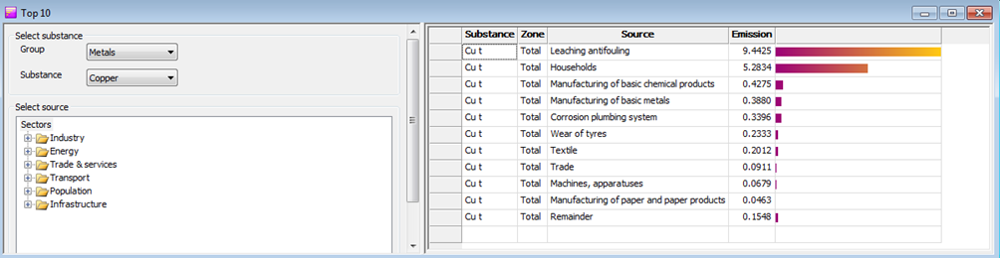 Top 10
Select substance
Group
Metals
Substance
Copper
Select source
Sectors
Industry
Energy
Trade & services
Transport
Population
Infrastructure
Substance Zone Source Emission
Cu t Total Leaching antifouling 9.4425
Cu t Total Households 5.2834
Cu t Total Manufacturing of basic chemical products 0.4275
Cu t Total Manufacturing of basic metals 0.3880
Cu t Total Corrosion plumbing system 0.3396
Cu t Total Wear of tyres 0.2333
Cu t Total Textile 0.2012
Cu t Total Trade 0.0911
Cu t Total Machines, apparatuses 0.0679
Cu t Total Manufacturing of paper and paper products 0.0463
Cu t Total Remainder 0.1548